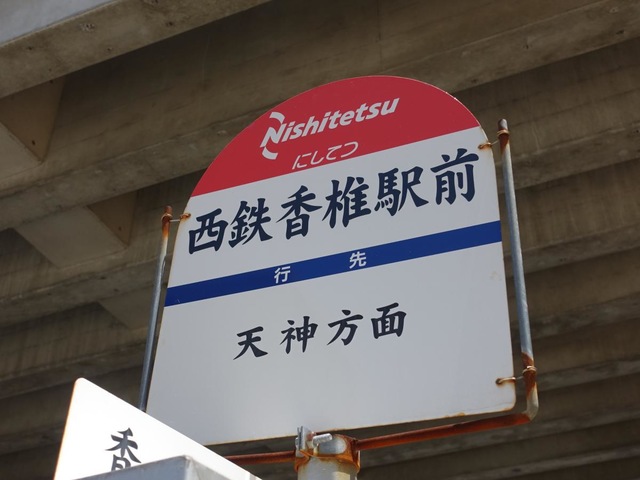 Nishitetsu
にしてつ
西鉄香椎駅前
行先
天神方面
香